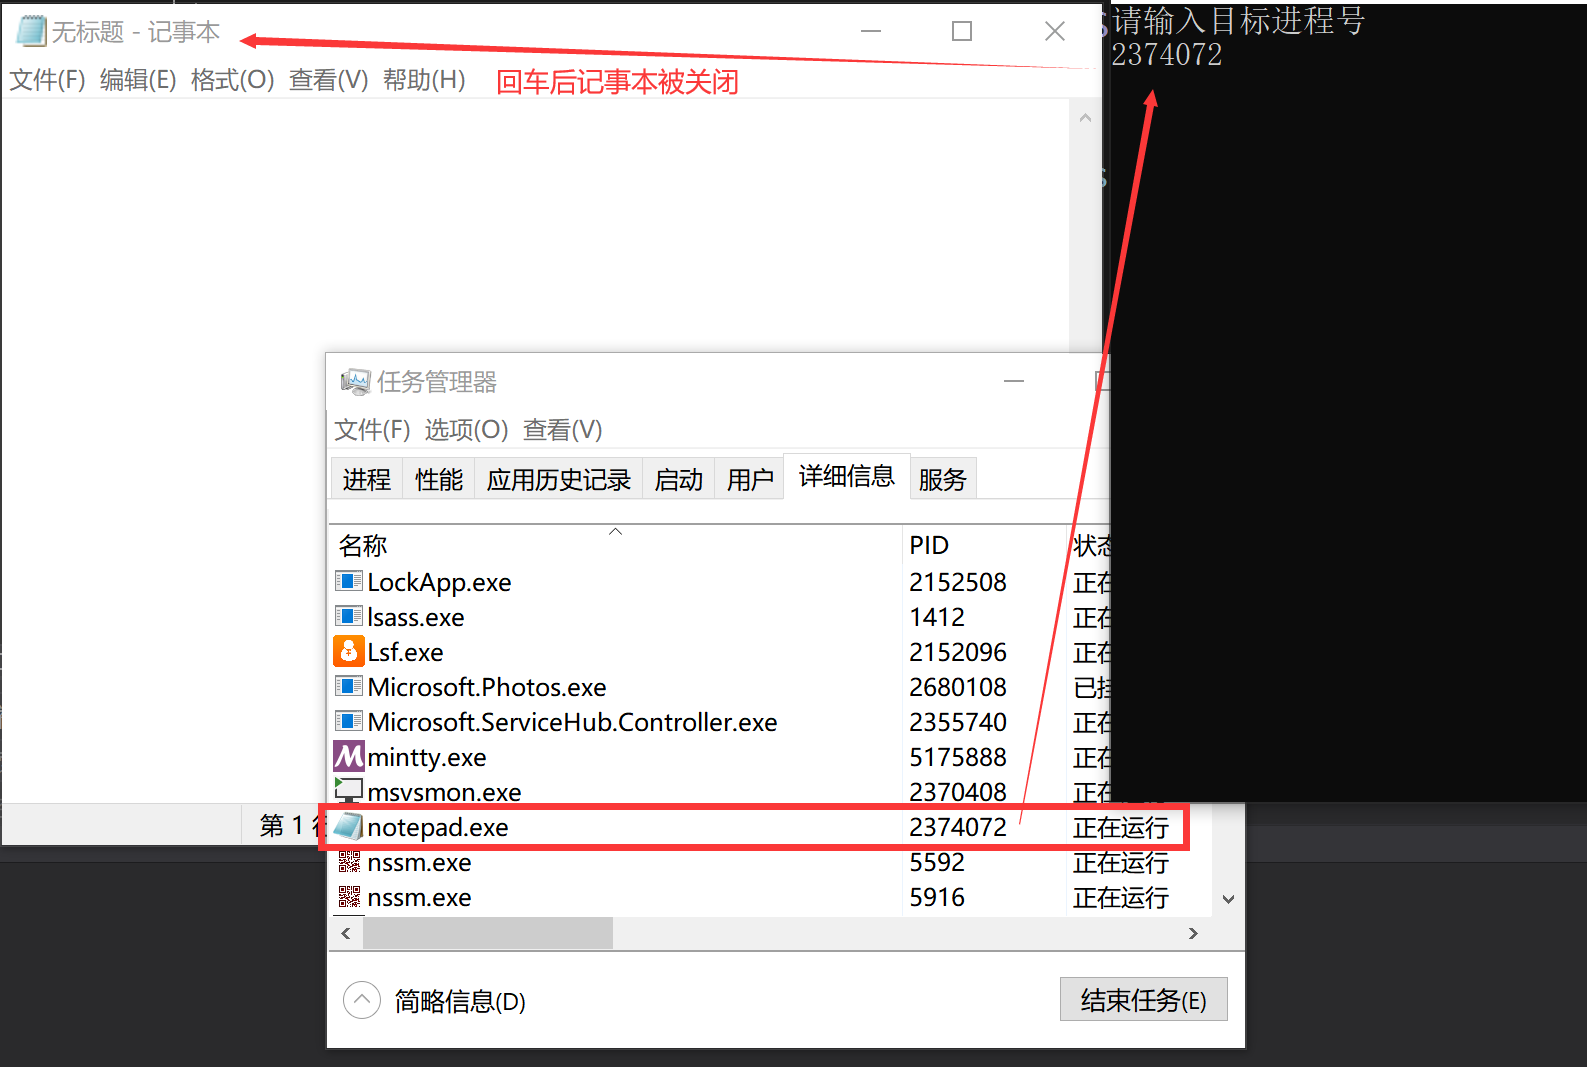 无标题 - 记事本
文件(F) 编辑(E) 格式(O) 查看(V) 帮助(H)
回车后记事本被关闭
请输入目标进程号
2374072
任务管理器
文件(F) 选项(O) 查看(V)
进程 性能 应用历史记录 启动 用户 详细信息 服务
名称 PID 状态
LockApp.exe 2152508 正在
lsass.exe 1412 正在
Lsf.exe 2152096 正在
Microsoft.Photos.exe 2680108 已挂
Microsoft.ServiceHub.Controller.exe 2355740 正在
mintty.exe 5175888 正在
msvsmon.exe 2370408 正在运行
notepad.exe 2374072 正在运行
nssm.exe 5592 正在运行
nssm.exe 5916 正在运行
第 1 行
简略信息(D)
结束任务(E)